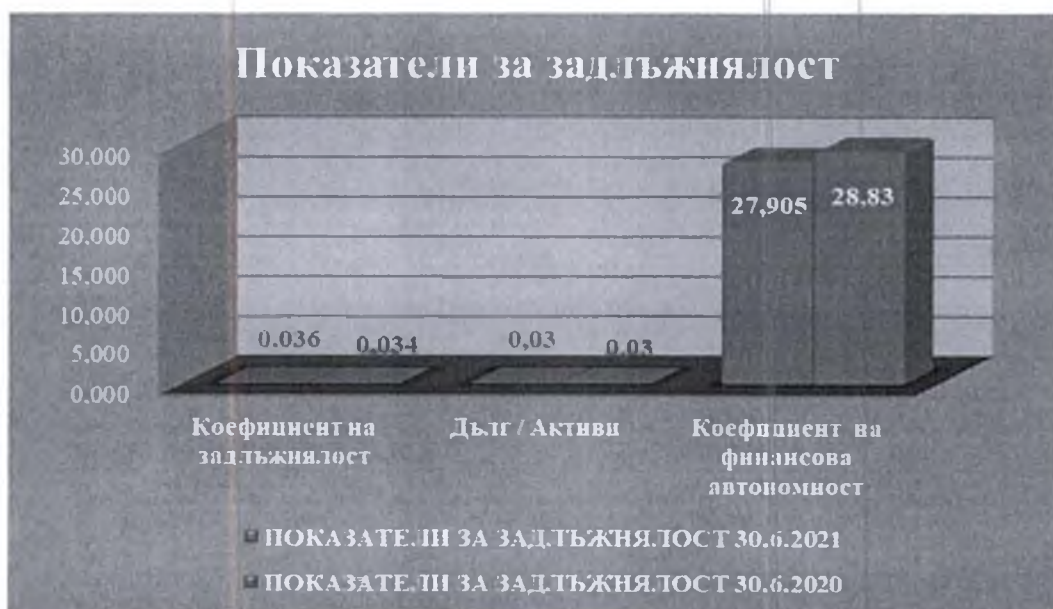 Показатели за задлъжнялост
30.000
25.000
20.000
15.000
10.000
5.000
0.000
0.036
0,034
0,03
0,03
27,905
28,83
Коефициент на
задлъжнялост
Дълг / Активи
Коефициент на
финансова
автономност
ПОКАЗАТЕЛИ ЗА ЗАДЛЪЖНЯЛОСТ 30.6.2021
ПОКАЗАТЕЛИ ЗА ЗАДЛЪЖНЯЛОСТ 30.6.2020